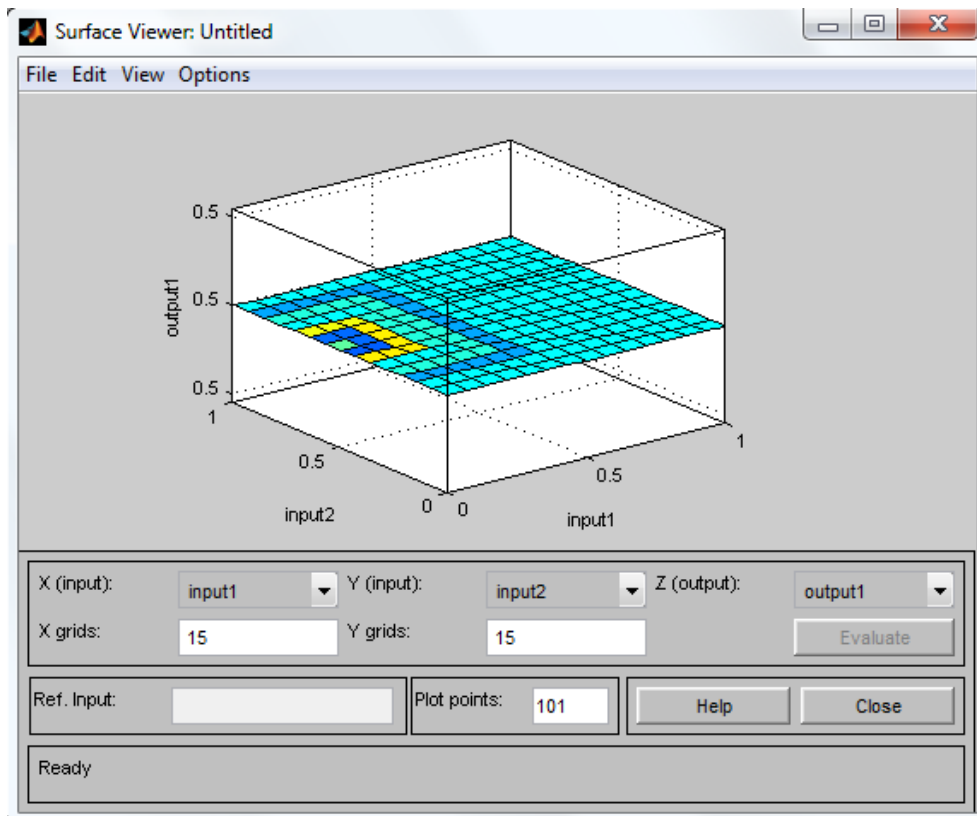 Surface Viewer: Untitled
File Edit View Options
0.5
0.5
0.5
output1
1
0.5
0
input2
0
0.5
1
input1
X (input): input1 Y (input): input2 Z (output): output1
X grids: 15 Y grids: 15 Evaluate
Ref. Input: Plot points: 101 Help Close
Ready